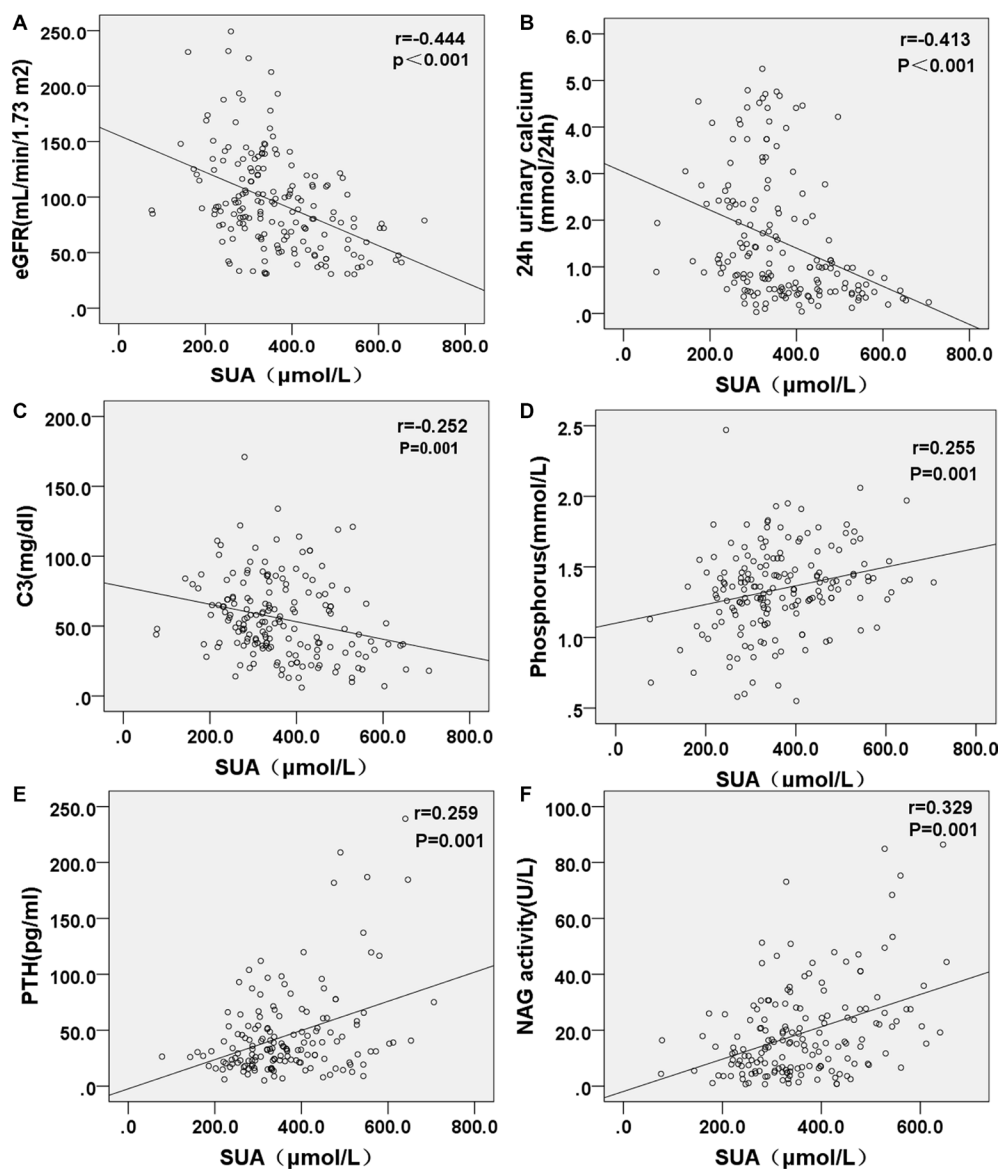 A
r=-0.444
p＜0.001
eGFR(mL/min/1.73 m2)
250.0
200.0
150.0
100.0
50.0
.0
.0 200.0 400.0 600.0 800.0
SUA（µmol/L）
B
r=-0.413
P＜0.001
24h urinary calcium
(mmol/24h)
6.0
5.0
4.0
3.0
2.0
1.0
.0
.0 200.0 400.0 600.0 800.0
SUA（µmol/L）
C
r=-0.252
P=0.001
C3(mg/dl)
200.0
150.0
100.0
50.0
.0
.0 200.0 400.0 600.0 800.0
SUA（µmol/L）
D
r=0.255
P=0.001
Phosphorus(mmol/L)
2.5
2.0
1.5
1.0
.5
.0 200.0 400.0 600.0 800.0
SUA（umol/L）
E
r=0.259
P=0.001
PTH(pg/ml)
250.0
200.0
150.0
100.0
50.0
.0
.0 200.0 400.0 600.0 800.0
SUA（µmol/L）
F
r=0.329
P=0.001
NAG activity(U/L)
100.0
80.0
60.0
40.0
20.0
.0
.0 200.0 400.0 600.0
SUA（µmol/L）